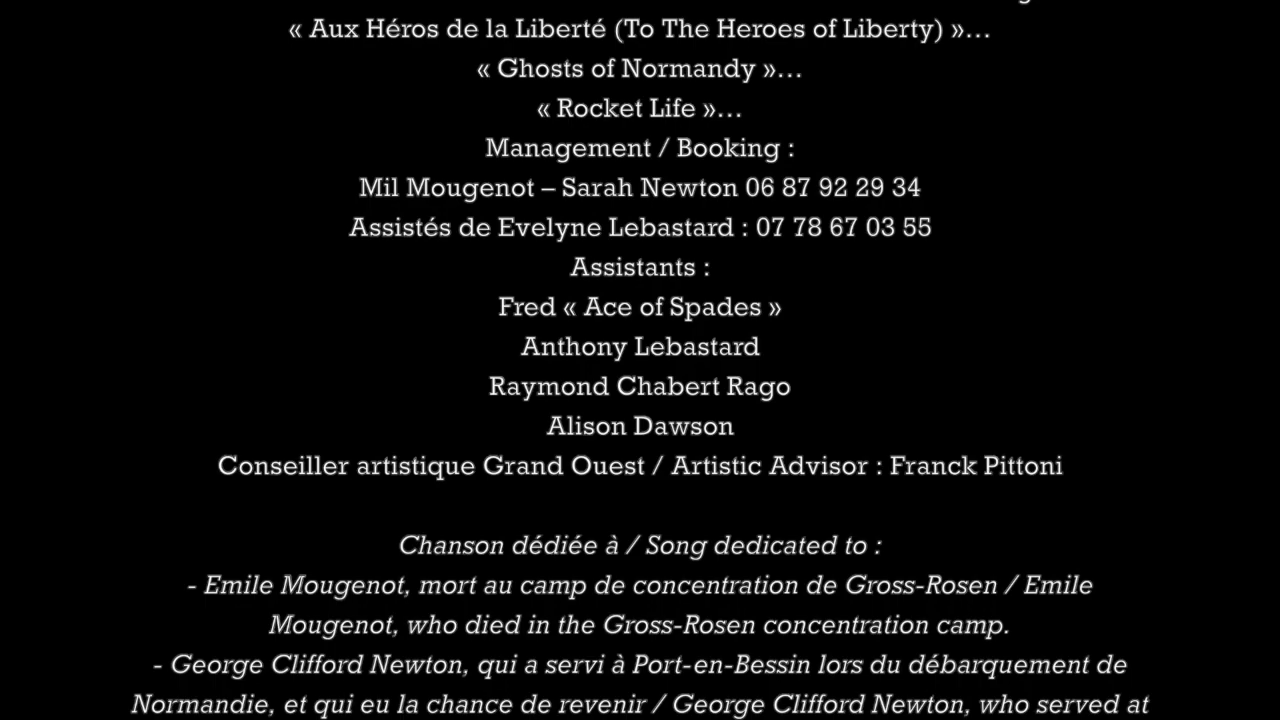 « Aux Héros de la Liberté (To The Heroes of Liberty) »…
« Ghosts of Normandy »…
« Rocket Life »…
Management / Booking :
Mil Mougenot – Sarah Newton 06 87 92 29 34
Assistés de Evelyne Lebastard : 07 78 67 03 55
Assistants :
Fred « Ace of Spades »
Anthony Lebastard
Raymond Chabert Rago
Alison Dawson
Conseiller artistique Grand Ouest / Artistic Advisor : Franck Pittoni
Chanson dédiée à / Song dedicated to :
- Emile Mougenot, mort au camp de concentration de Gross-Rosen / Emile
Mougenot, who died in the Gross-Rosen concentration camp.
- George Clifford Newton, qui a servi à Port-en-Bessin lors du débarquement de
Normandie, et qui eu la chance de revenir / George Clifford Newton, who served at